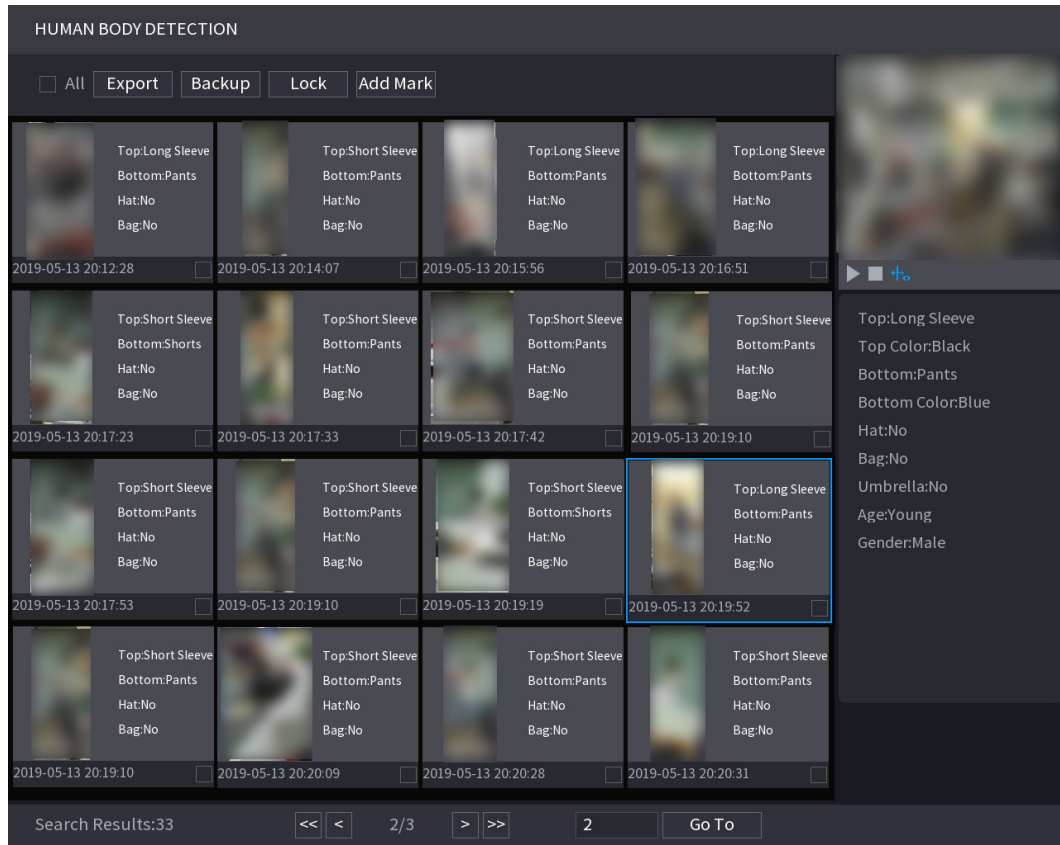 HUMAN BODY DETECTION
All Export Backup Lock Add Mark
Top:Long Sleeve
Bottom:Pants
Hat:No
Bag:No
2019-05-13 20:12:28
Top:Short Sleeve
Bottom:Pants
Hat:No
Bag:No
2019-05-13 20:14:07
Top:Long Sleeve
Bottom:Pants
Hat:No
Bag:No
2019-05-13 20:15:56
Top:Long Sleeve
Bottom:Pants
Hat:No
Bag:No
2019-05-13 20:16:51
Top:Short Sleeve
Bottom:Shorts
Hat:No
Bag:No
2019-05-13 20:17:23
Top:Short Sleeve
Bottom:Pants
Hat:No
Bag:No
2019-05-13 20:17:33
Top:Short Sleeve
Bottom:Pants
Hat:No
Bag:No
2019-05-13 20:17:42
Top:Short Sleeve
Bottom:Pants
Hat:No
Bag:No
2019-05-13 20:19:10
Top:Short Sleeve
Bottom:Pants
Hat:No
Bag:No
2019-05-13 20:17:53
Top:Short Sleeve
Bottom:Pants
Hat:No
Bag:No
2019-05-13 20:19:10
Top:Short Sleeve
Bottom:Shorts
Hat:No
Bag:No
2019-05-13 20:19:19
Top:Long Sleeve
Bottom:Pants
Hat:No
Bag:No
2019-05-13 20:19:52
Top:Short Sleeve
Bottom:Pants
Hat:No
Bag:No
2019-05-13 20:19:10
Top:Short Sleeve
Bottom:Pants
Hat:No
Bag:No
2019-05-13 20:20:09
Top:Short Sleeve
Bottom:Pants
Hat:No
Bag:No
2019-05-13 20:20:28
Top:Short Sleeve
Bottom:Pants
Hat:No
Bag:No
2019-05-13 20:20:31
Top:Long Sleeve
Top Color:Black
Bottom:Pants
Bottom Color:Blue
Hat:No
Bag:No
Umbrella:No
Age:Young
Gender:Male
Search Results:33 << < 2/3 > >> 2 Go To